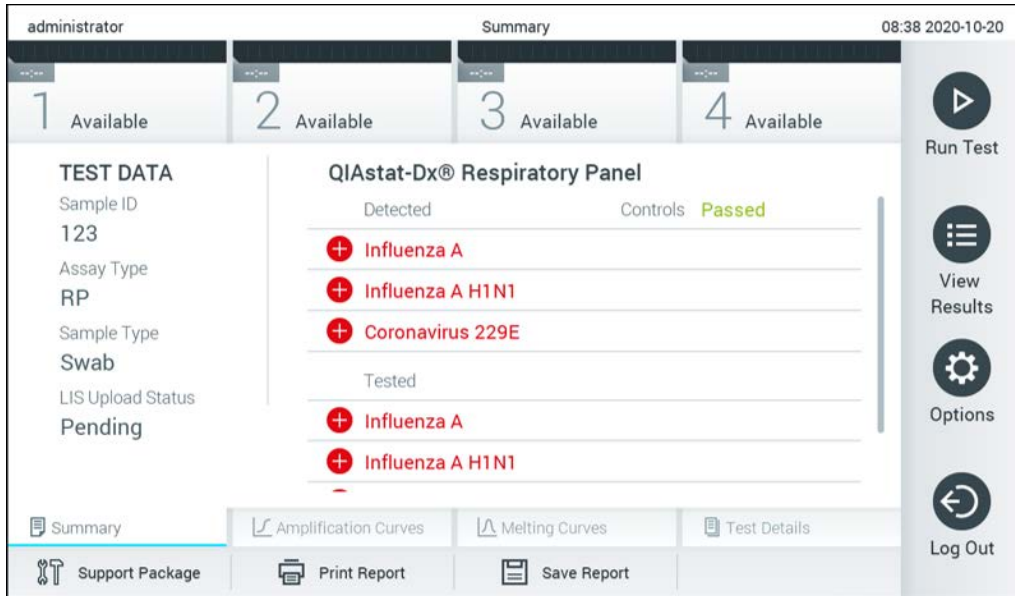 administrator Summary 08:38 2020-10-20
--:-- --:-- --:-- --:--
1 Available 2 Available 3 Available 4 Available
Run Test
TEST DATA
Sample ID
123
Assay Type
RP
Sample Type
Swab
LIS Upload Status
Pending
QIAstat-Dx® Respiratory Panel
Detected Controls Passed
Influenza A
Influenza A H1N1
Coronavirus 229E
Tested
Influenza A
Influenza A H1N1
View
Results
Options
Log Out
Summary Amplification Curves Melting Curves Test Details
Support Package Print Report Save Report